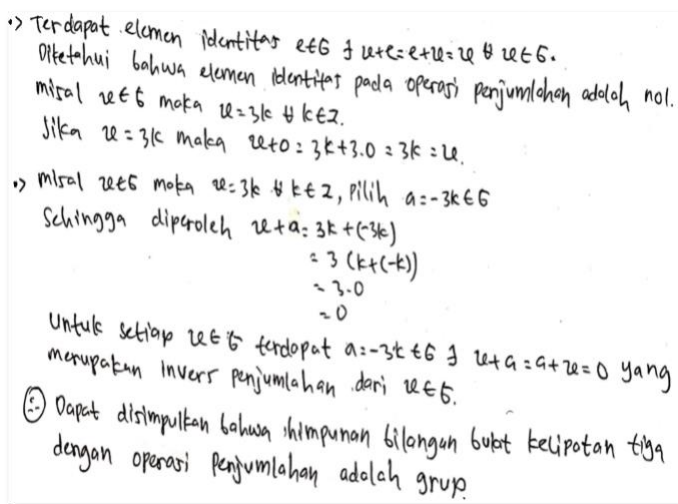 •> Terdapat elemen identitas e∈G ∋ u+e=e+u=u ∀ u∈G.
Diketahui bahwa elemen identitas pada operasi penjumlahan adalah nol.
misal u∈G maka u=3k ∀ k∈Z.
Jika u=3k maka u+0=3k+3.0=3k=u.
•> misal u∈G maka u=3k ∀ k∈Z, pilih a=-3k∈G
Sehingga diperoleh u+a=3k+(-3k)
= 3 (k+(-k))
= 3.0
= 0
Untuk setiap u∈G terdapat a=-3k∈G ∋ u+a=a+u=0 yang
merupakan invers penjumlahan dari u∈G.
∴ Dapat disimpulkan bahwa himpunan bilangan bulat kelipatan tiga
dengan operasi penjumlahan adalah grup.